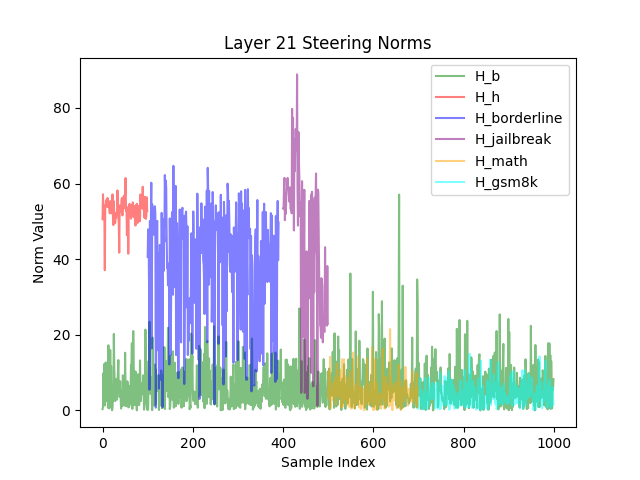 Layer 21 Steering Norms
H_b
H_h
H_borderline
H_jailbreak
H_math
H_gsm8k
Norm Value
80
60
40
20
0
0
200
400
600
800
1000
Sample Index